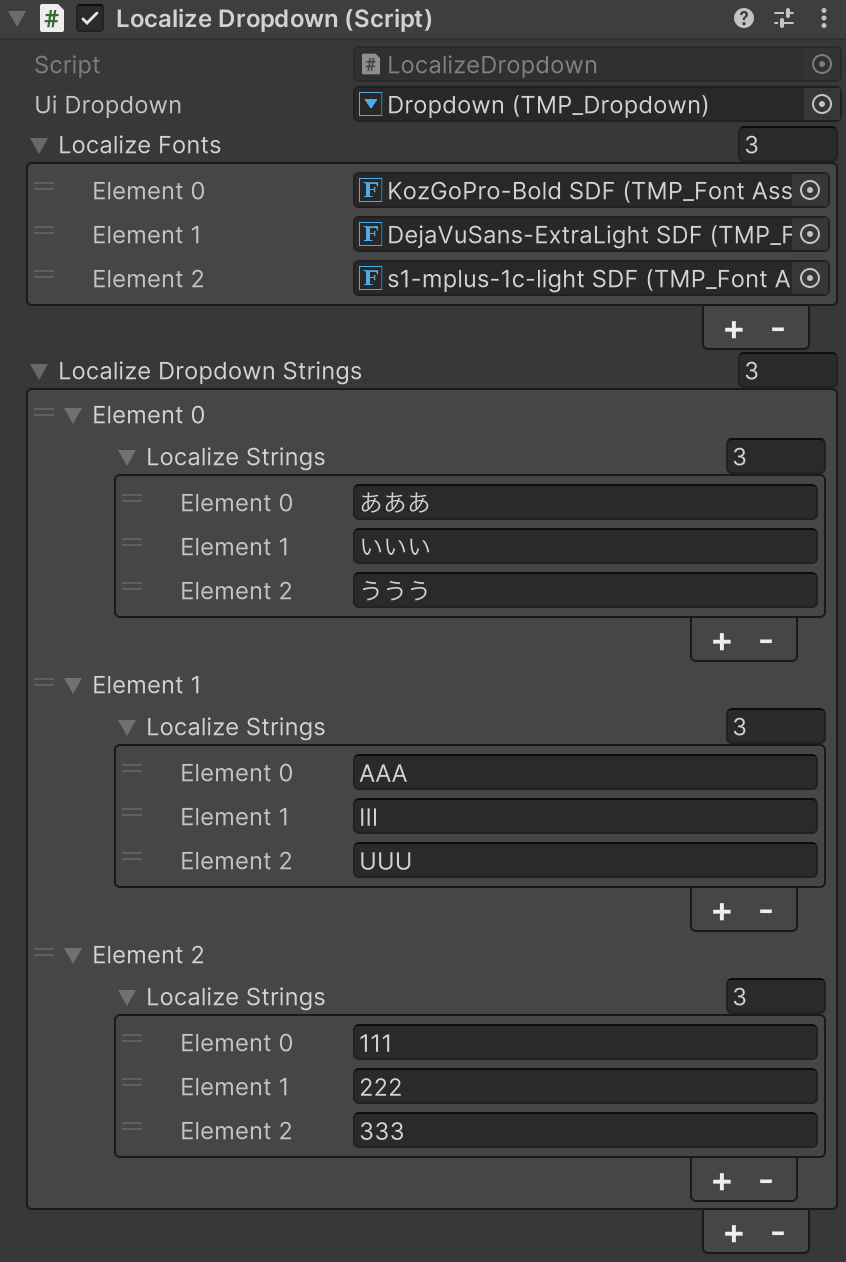 Localize Dropdown (Script)
Script LocalizeDropdown
Ui Dropdown Dropdown (TMP_Dropdown)
Localize Fonts 3
Element 0 KozGoPro-Bold SDF (TMP_Font Ass
Element 1 DejaVuSans-ExtraLight SDF (TMP_F
Element 2 s1-mplus-1c-light SDF (TMP_Font A
+ -
Localize Dropdown Strings 3
Element 0
Localize Strings 3
Element 0 あああ
Element 1 いいい
Element 2 ううう
+ -
Element 1
Localize Strings 3
Element 0 AAA
Element 1 III
Element 2 UUU
+ -
Element 2
Localize Strings 3
Element 0 111
Element 1 222
Element 2 333
+ -
+ -